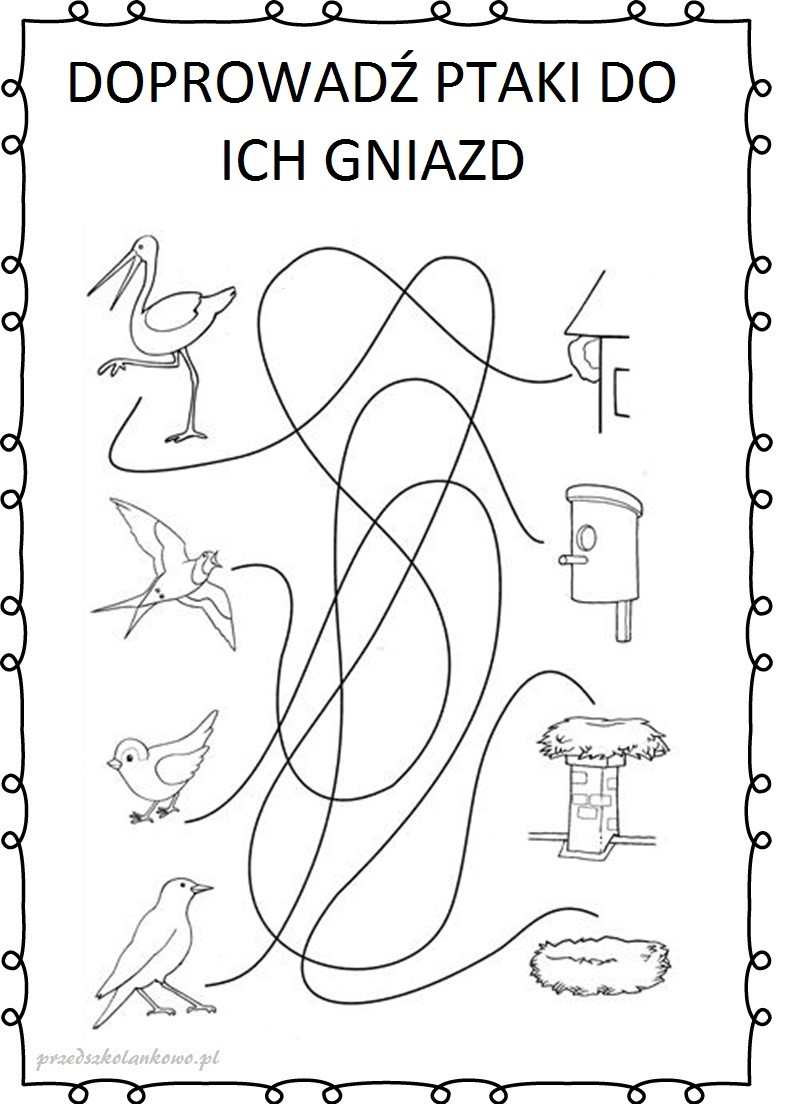 DOPROWADŹ PTAKI DO
ICH GNIAZD
przedszkolankowo.pl